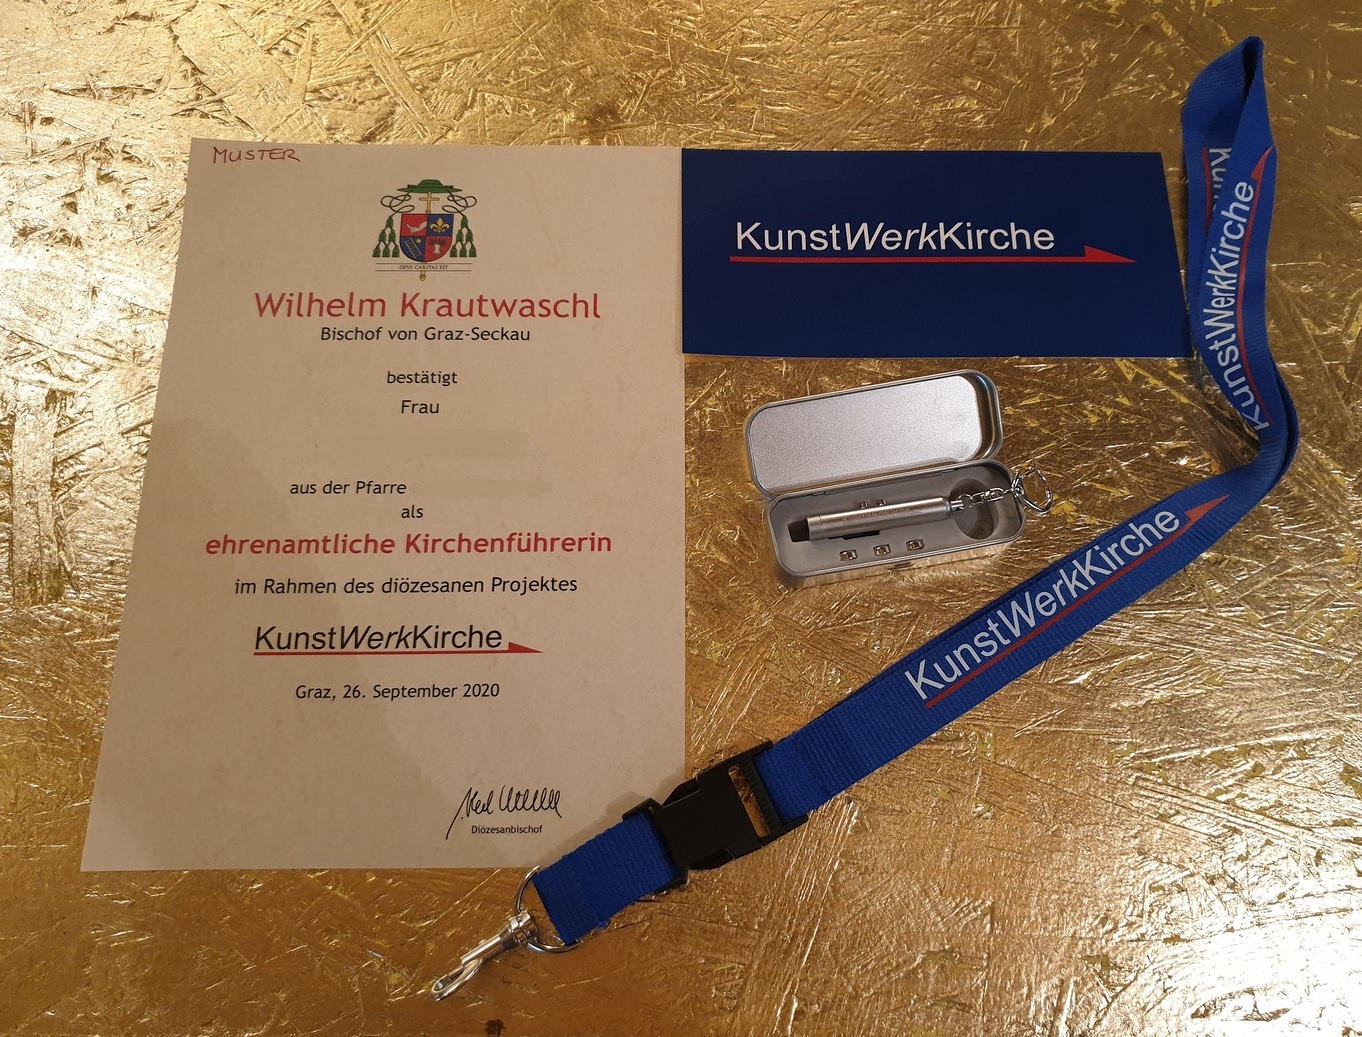 MUSTER
DEUS CARITAS EST
Wilhelm Krautwaschl
Bischof von Graz-Seckau
bestätigt
Frau
aus der Pfarre
als
ehrenamtliche Kirchenführerin
im Rahmen des diözesanen Projektes
KunstWerkKirche
Graz, 26. September 2020
Diözesanbischof
KunstWerkKirche
Kunst
KunstWerkKirche
KunstWerkKirche